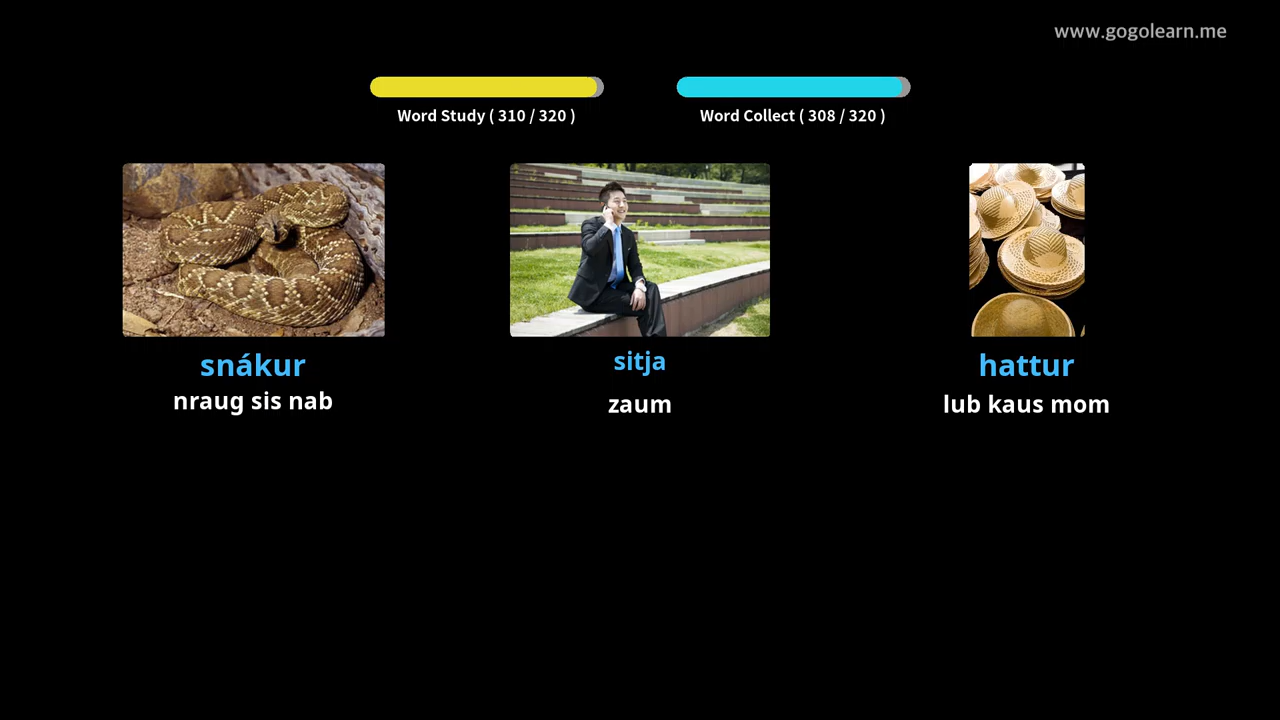 www.gogolearn.me
Word Study ( 310 / 320 )
Word Collect ( 308 / 320 )
snákur
sitja
hattur
nraug sis nab
zaum
lub kaus mom